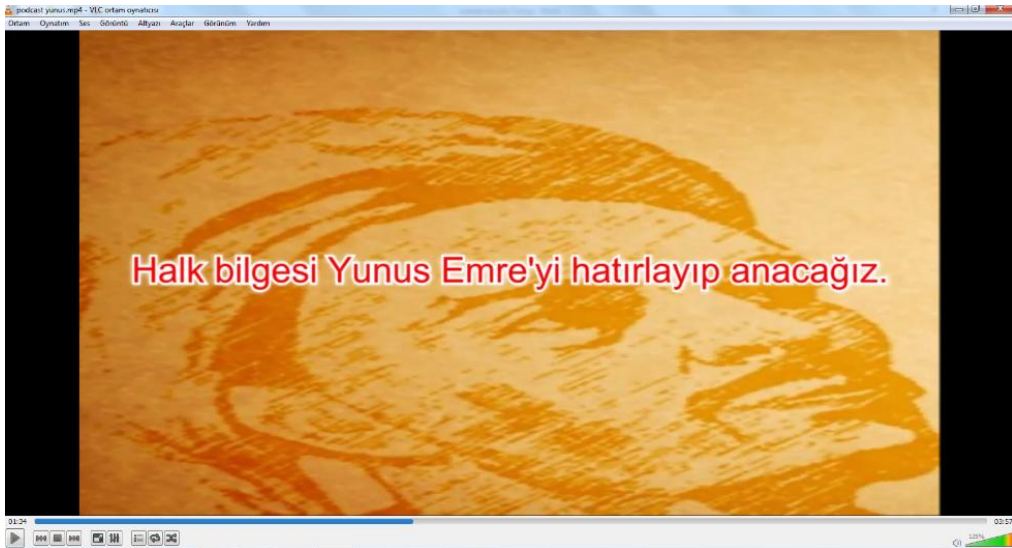 podcast yunus.mp4 - VLC ortam oynatıcısı
Ortam Oynatım Ses Görüntü Altyazı Araçlar Görünüm Yardım
Halk bilgesi Yunus Emre'yi hatırlayıp anacağız.
01:34 03:57
125%